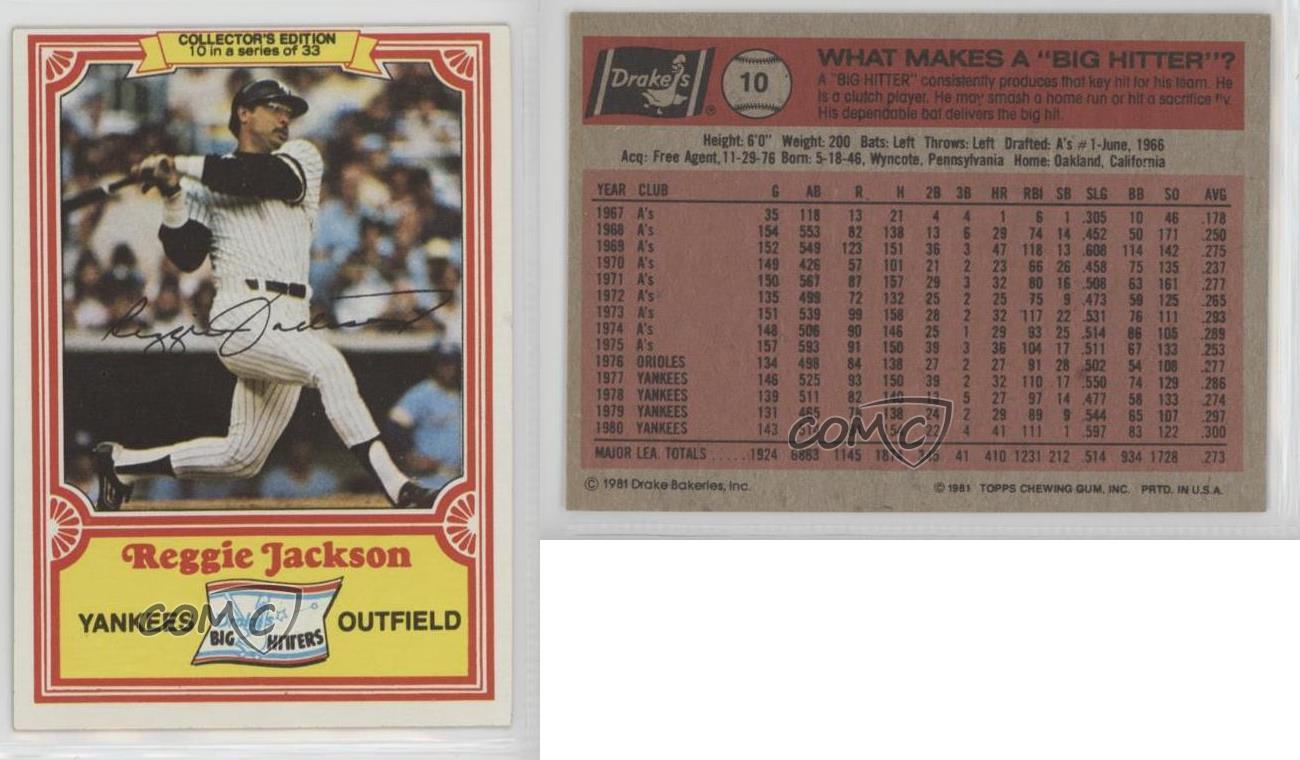 COLLECTOR'S EDITION
10 in a series of 33
Reggie Jackson
Reggie Jackson
YANKEES
Drake's
BIG HITTERS
OUTFIELD
COMC
Drake's
®
10
WHAT MAKES A "BIG HITTER"?
A "BIG HITTER" consistently produces that key hit for his team. He
is a clutch player. He may smash a home run or hit a sacrifice fly.
His dependable bat delivers the big hit.
Height: 6'0" Weight: 200 Bats: Left Throws: Left Drafted: A's #1-June, 1966
Acq: Free Agent, 11-29-76 Born: 5-18-46, Wyncote, Pennsylvania Home: Oakland, California
YEAR CLUB G AB R H 2B 3B HR RBI SB SLG BB SO AVG
1967 A's 35 118 13 21 4 4 1 6 1 .305 10 46 .178
1968 A's 154 553 82 138 13 6 29 74 14 .452 50 171 .250
1969 A's 152 549 123 151 36 3 47 118 13 .608 114 142 .275
1970 A's 149 426 57 101 21 2 23 66 26 .458 75 135 .237
1971 A's 150 567 87 157 29 3 32 80 16 .508 63 161 .277
1972 A's 135 499 72 132 25 2 25 75 9 .473 59 125 .265
1973 A's 151 539 99 158 28 2 32 117 22 .531 76 111 .293
1974 A's 148 506 90 146 25 1 29 93 25 .514 86 105 .289
1975 A's 157 593 91 150 39 3 36 104 17 .511 67 133 .253
1976 ORIOLES 134 498 84 138 27 2 27 91 28 .502 54 108 .277
1977 YANKEES 146 525 93 150 39 2 32 110 17 .550 74 129 .286
1978 YANKEES 139 511 82 140 13 5 27 97 14 .477 58 133 .274
1979 YANKEES 131 465 138 24 2 29 89 9 .544 65 107 .297
1980 YANKEES 143 154 22 4 41 111 1 .597 83 122 .300
MAJOR LEA. TOTALS ..... 1924 6863 1145 41 410 1231 212 .514 934 1728 .273
COMC
© 1981 Drake Bakeries, Inc.
© 1981 TOPPS CHEWING GUM, INC. PRTD. IN U.S.A.